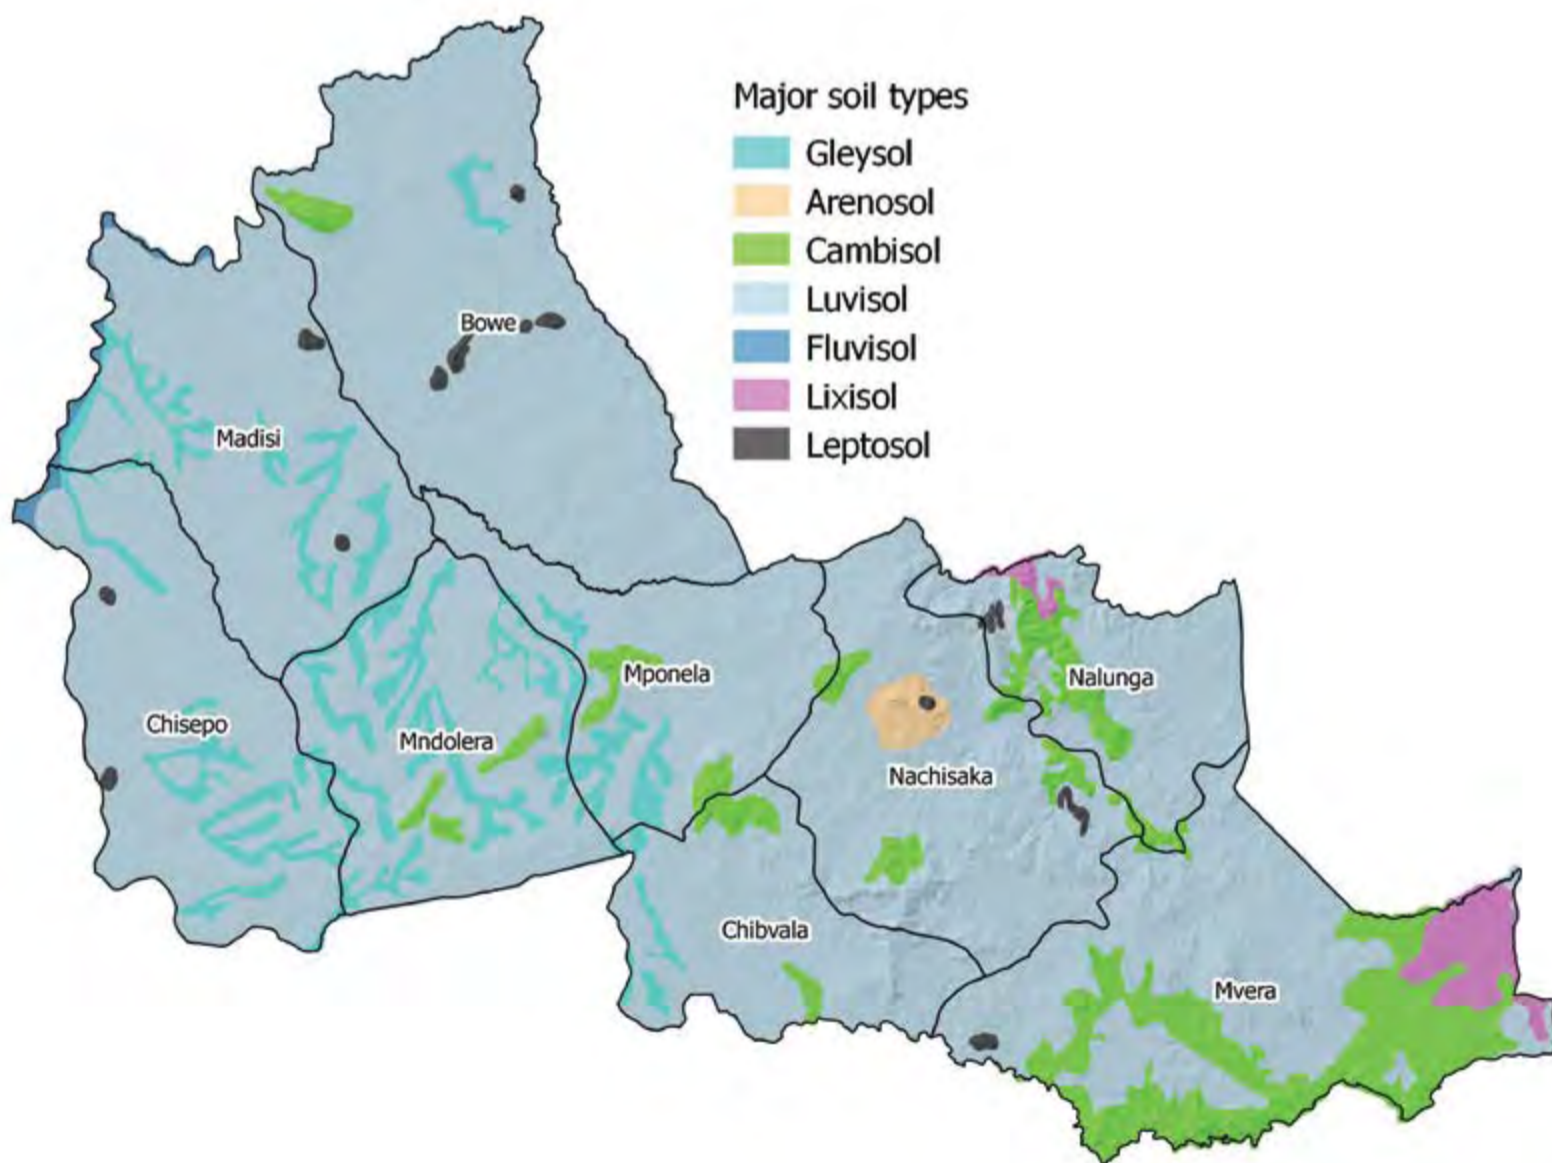 Major soil types
Gleysol
Arenosol
Cambisol
Luvisol
Fluvisol
Lixisol
Leptosol
Bowe
Madisi
Mponela
Nalunga
Chisepo
Mndolera
Nachisaka
Chibvala
Mvera